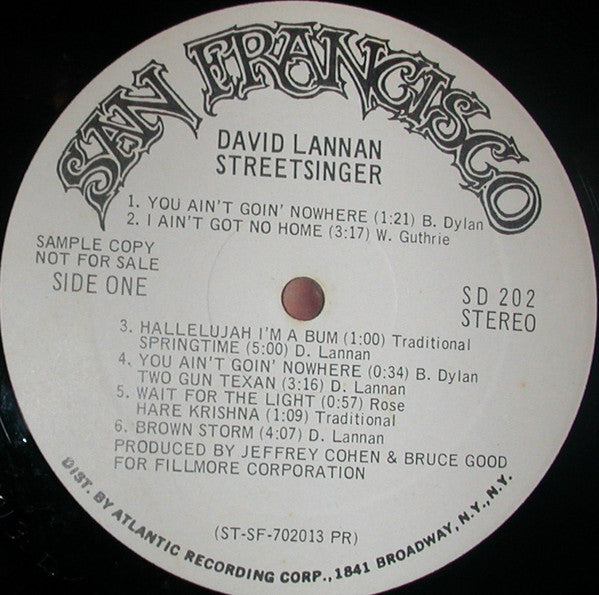 SAN FRANCISCO
DAVID LANNAN
STREETSINGER
1. YOU AIN'T GOIN' NOWHERE (1:21) B. Dylan
2. I AIN'T GOT NO HOME (3:17) W. Guthrie
SAMPLE COPY
NOT FOR SALE
SIDE ONE
SD 202
STEREO
3. HALLELUJAH I'M A BUM (1:00) Traditional
SPRINGTIME (5:00) D. Lannan
4. YOU AIN'T GOIN' NOWHERE (0:34) B. Dylan
TWO GUN TEXAN (3:16) D. Lannan
5. WAIT FOR THE LIGHT (0:57) Rose
HARE KRISHNA (1:09) Traditional
6. BROWN STORM (4:07) D. Lannan
PRODUCED BY JEFFREY COHEN & BRUCE GOOD
FOR FILLMORE CORPORATION
(ST-SF-702013 PR)
DIST. BY ATLANTIC RECORDING CORP., 1841 BROADWAY, N.Y., N.Y.